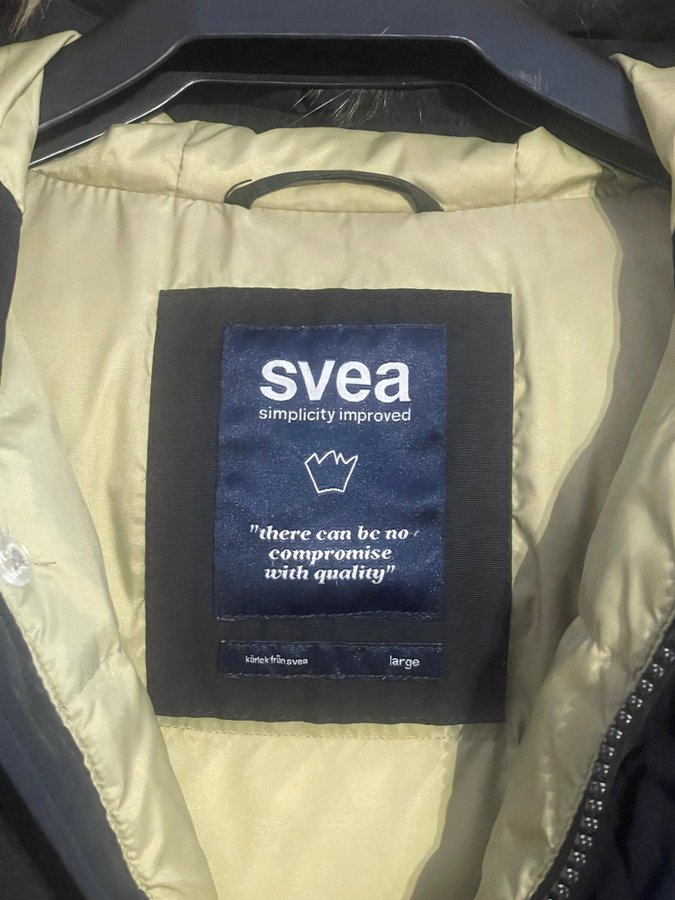 svea
simplicity improved
"there can be no
compromise
with quality"
kärlek från svea
large